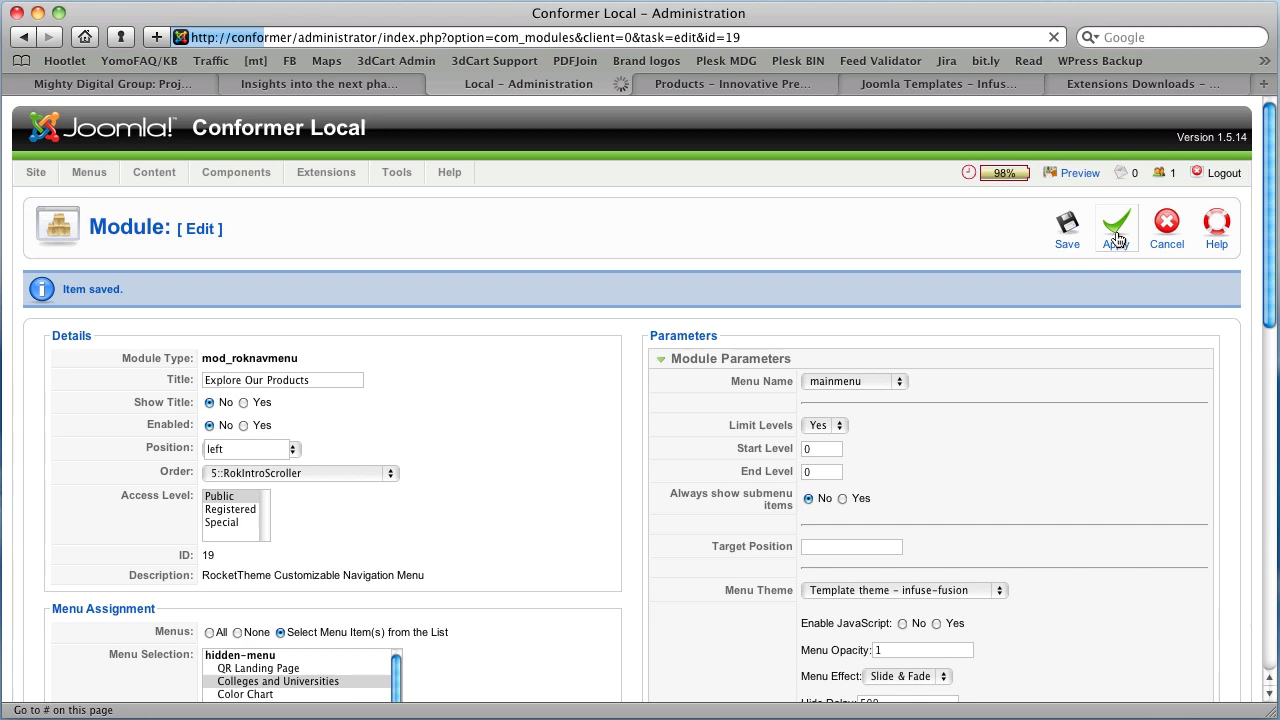 Conformer Local – Administration
http://conformer/administrator/index.php?option=com_modules&client=0&task=edit&id=19
Google
Hootlet YomoFAQ/KB Traffic [mt] FB Maps 3dCart Admin 3dCart Support PDFJoin Brand logos Plesk MDG Plesk BIN Feed Validator Jira bit.ly Read WPress Backup
Mighty Digital Group: Proj... Insights into the next pha... Local – Administration Products – Innovative Pre... Joomla Templates – Infus... Extensions Downloads – ...
Joomla!™ Conformer Local
Version 1.5.14
Site Menus Content Components Extensions Tools Help 98% Preview 0 1 Logout
Module: [ Edit ]
Save Apply Cancel Help
Item saved.
Details
Module Type: mod_roknavmenu
Title: Explore Our Products
Show Title: No Yes
Enabled: No Yes
Position: left
Order: 5::RokIntroScroller
Access Level: Public
Registered
Special
ID: 19
Description: RocketTheme Customizable Navigation Menu
Menu Assignment
Menus: All None Select Menu Item(s) from the List
Menu Selection: hidden-menu
QR Landing Page
Colleges and Universities
Color Chart
Parameters
Module Parameters
Menu Name mainmenu
Limit Levels Yes
Start Level 0
End Level 0
Always show submenu
items No Yes
Target Position
Menu Theme Template theme – infuse-fusion
Enable JavaScript: No Yes
Menu Opacity: 1
Menu Effect: Slide & Fade
Hide Delay: 500
Go to # on this page